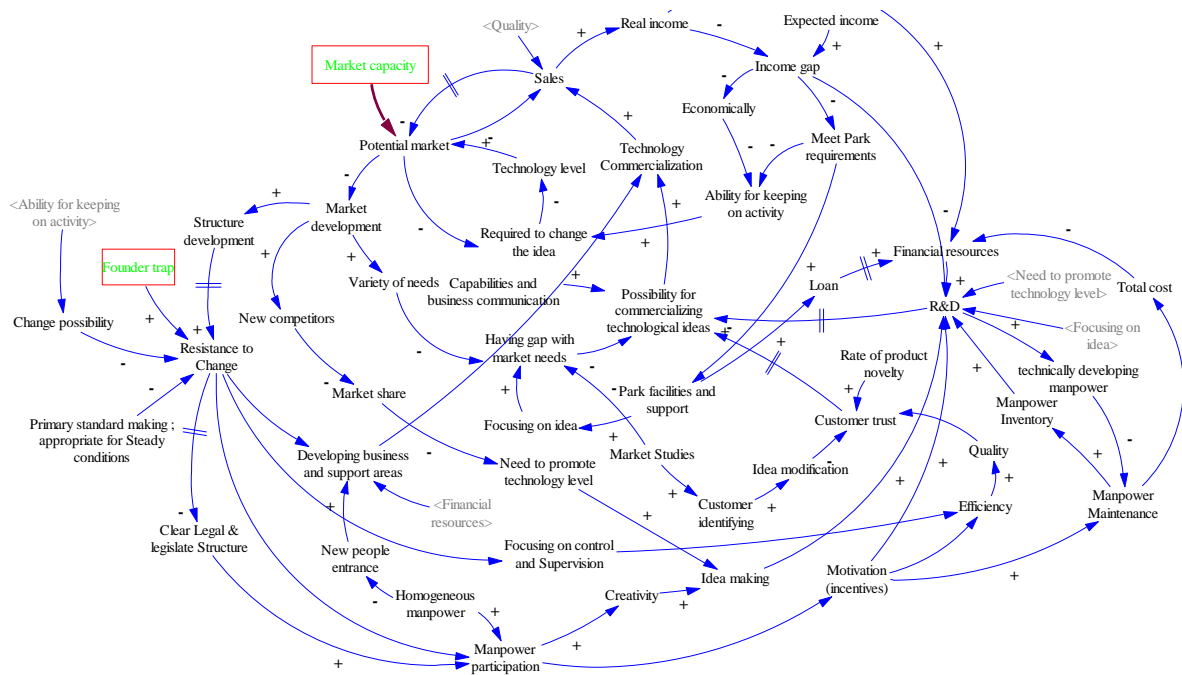 <Quality>
Real income
Expected income
Market capacity
Sales
Income gap
Economically
Potential market
Technology level
Technology
Commercialization
Meet Park
requirements
<Ability for keeping
on activity>
Structure
development
Market
development
Ability for keeping
on activity
Required to change
the idea
Financial resources
Founder trap
Variety of needs
Capabilities and
business communication
Loan
<Need to promote
technology level>
Total cost
Possibility for
commercializing
technological ideas
R&D
Change possibility
New competitors
<Focusing on
idea>
Having gap with
market needs
Resistance to
Change
Rate of product
novelty
technically developing
manpower
Market share
Park facilities and
support
Manpower
Inventory
Primary standard making ;
appropriate for Steady
conditions
Focusing on idea
Customer trust
Developing business
and support areas
Market Studies
Quality
Need to promote
technology level
Idea modification
<Financial
resources>
Customer
identifying
Efficiency
Manpower
Maintenance
Clear Legal &
legislate Structure
New people
entrance
Focusing on control
and Supervision
Idea making
Motivation
(incentives)
Homogeneous
manpower
Creativity
Manpower
participation